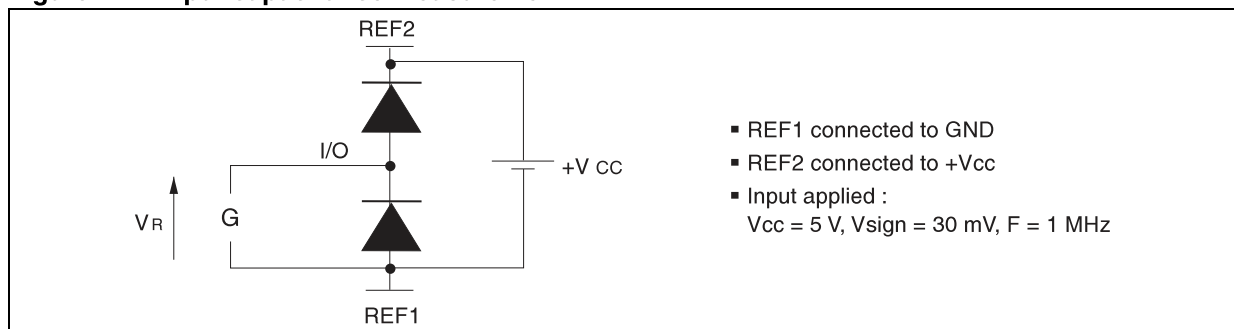 REF2
I/O
+V CC
VR
G
REF1
▪ REF1 connected to GND
▪ REF2 connected to +Vcc
▪ Input applied :
Vcc = 5 V, Vsign = 30 mV, F = 1 MHz